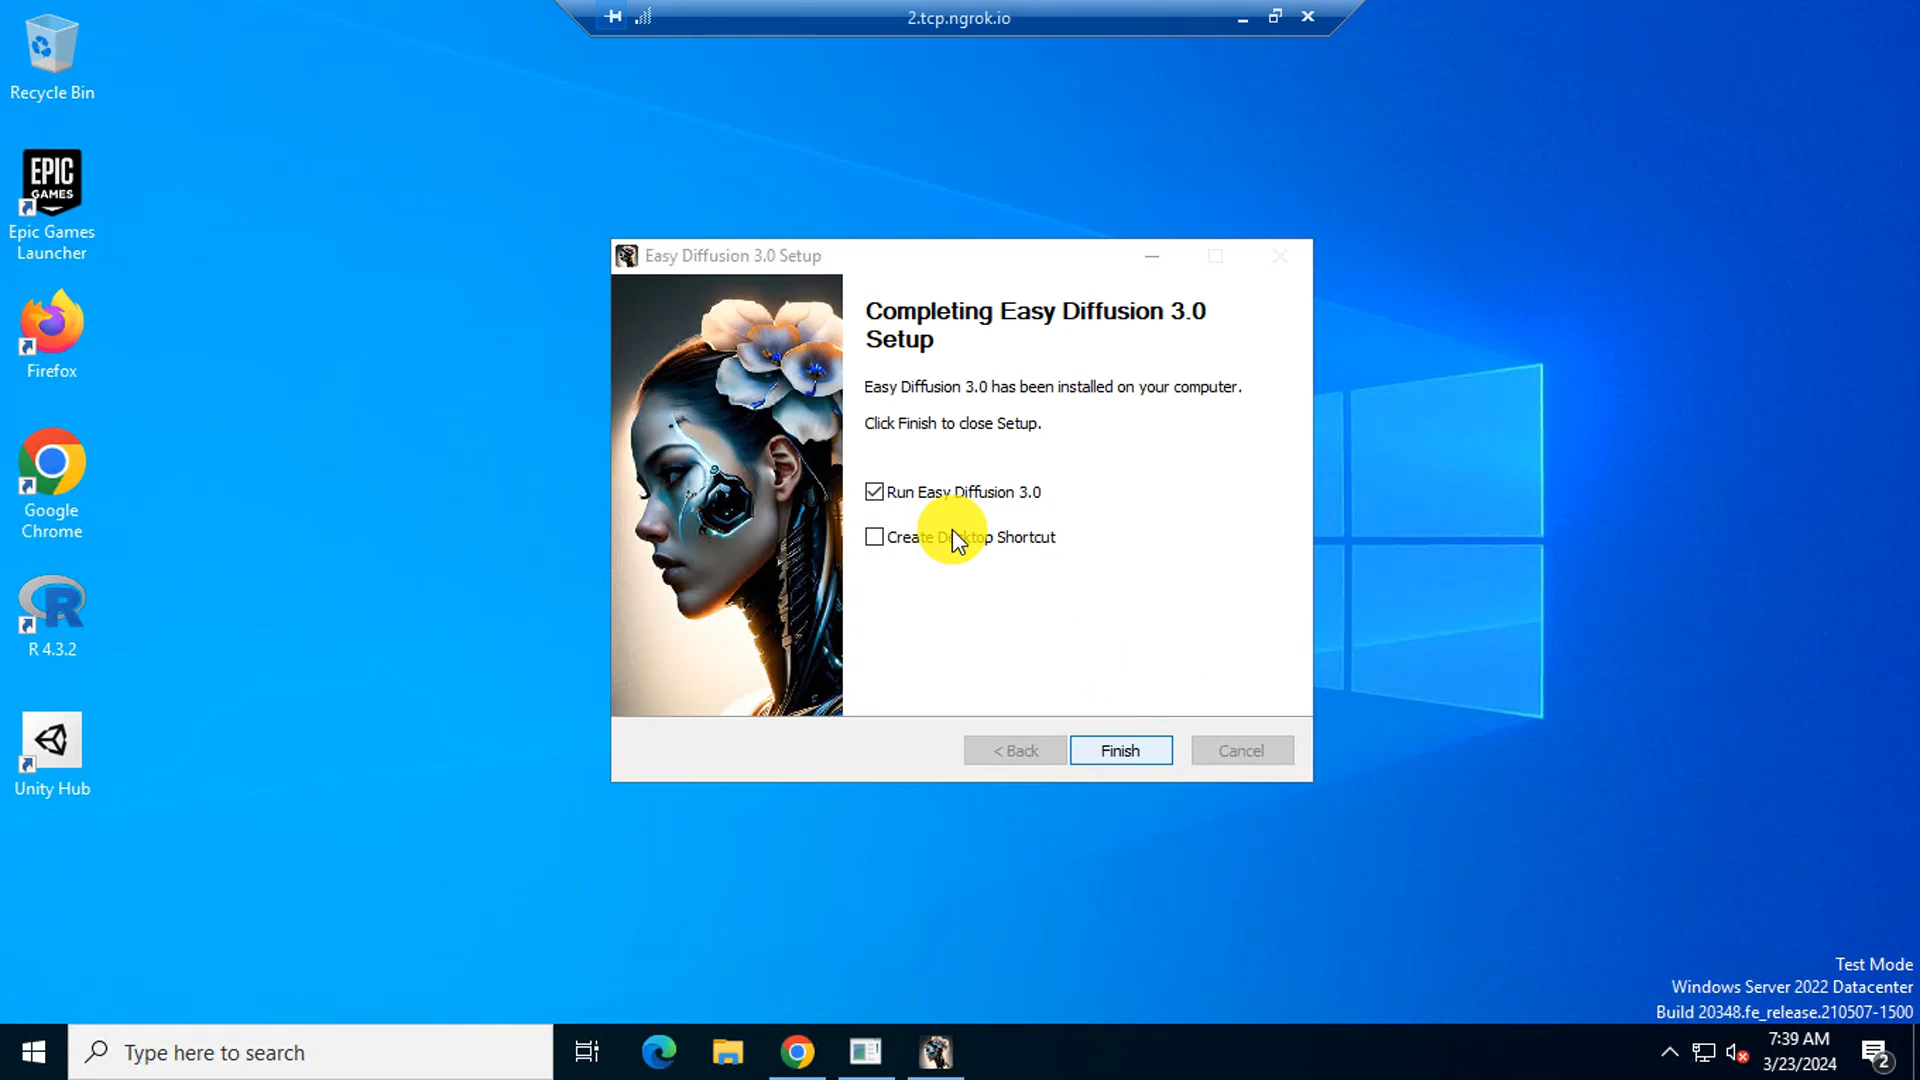 2.tcp.ngrok.io
Recycle Bin
EPIC
GAMES
Epic Games
Launcher
Firefox
Google
Chrome
R 4.3.2
Unity Hub
Easy Diffusion 3.0 Setup
Completing Easy Diffusion 3.0
Setup
Easy Diffusion 3.0 has been installed on your computer.
Click Finish to close Setup.
Run Easy Diffusion 3.0
Create Desktop Shortcut
< Back
Finish
Cancel
Test Mode
Windows Server 2022 Datacenter
Build 20348.fe_release.210507-1500
Type here to search
7:39 AM
3/23/2024
2